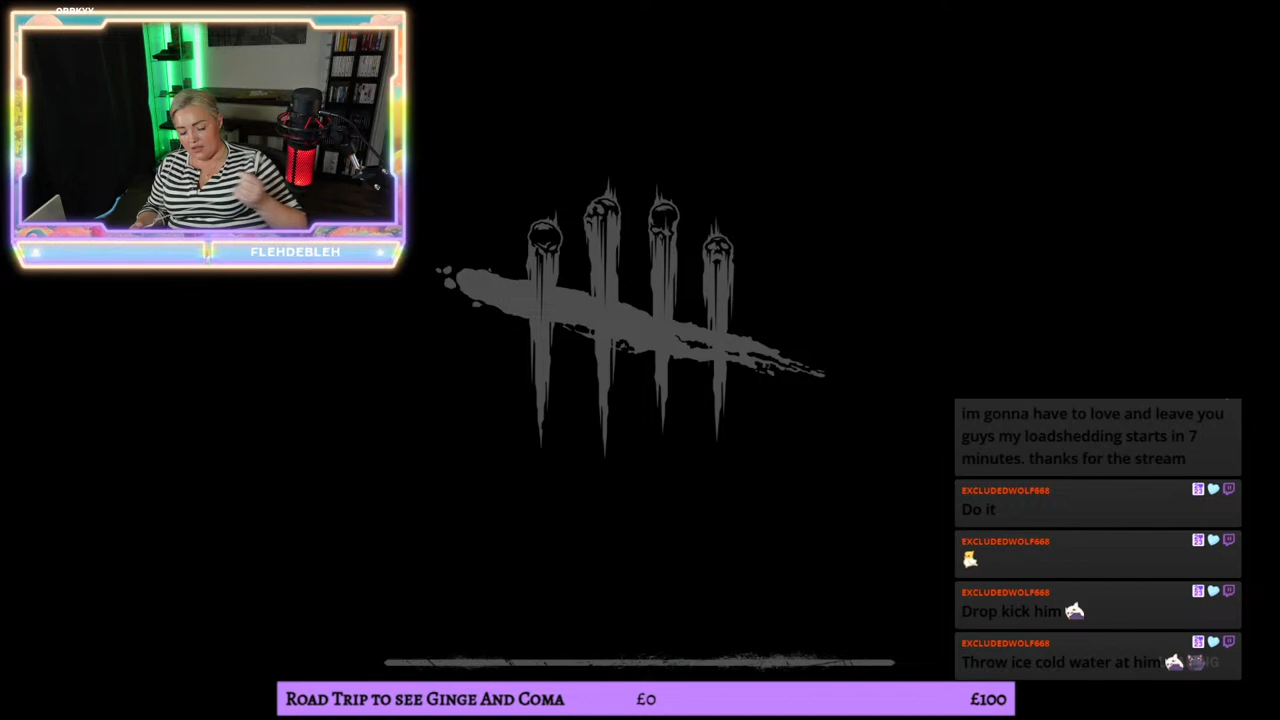 FLEHDEBLEH
im gonna have to love and leave you
guys my loadshedding starts in 7
minutes. thanks for the stream
EXCLUDEDWOLF668
Do it
EXCLUDEDWOLF668
EXCLUDEDWOLF668
Drop kick him
EXCLUDEDWOLF668
Throw ice cold water at him
ROAD TRIP TO SEE GINGE AND COMA £0 £100